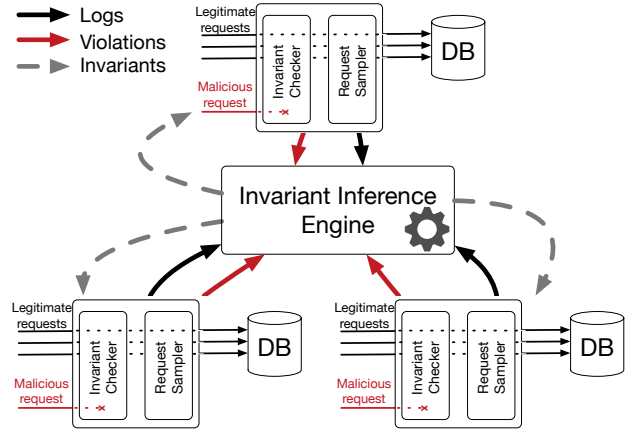 Logs
Violations
Invariants
Legitimate
requests
Malicious
request
Invariant
Checker
Request
Sampler
DB
Invariant Inference
Engine
Legitimate
requests
Malicious
request
Invariant
Checker
Request
Sampler
DB
Legitimate
requests
Malicious
request
Invariant
Checker
Request
Sampler
DB